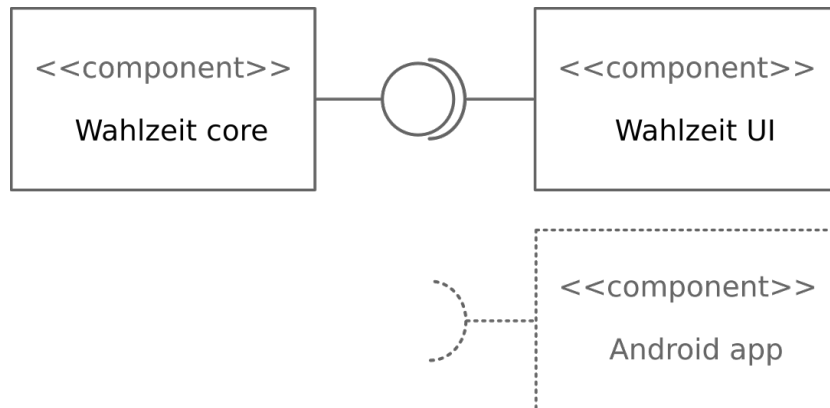 <<component>>
Wahlzeit core
<<component>>
Wahlzeit UI
<<component>>
Android app